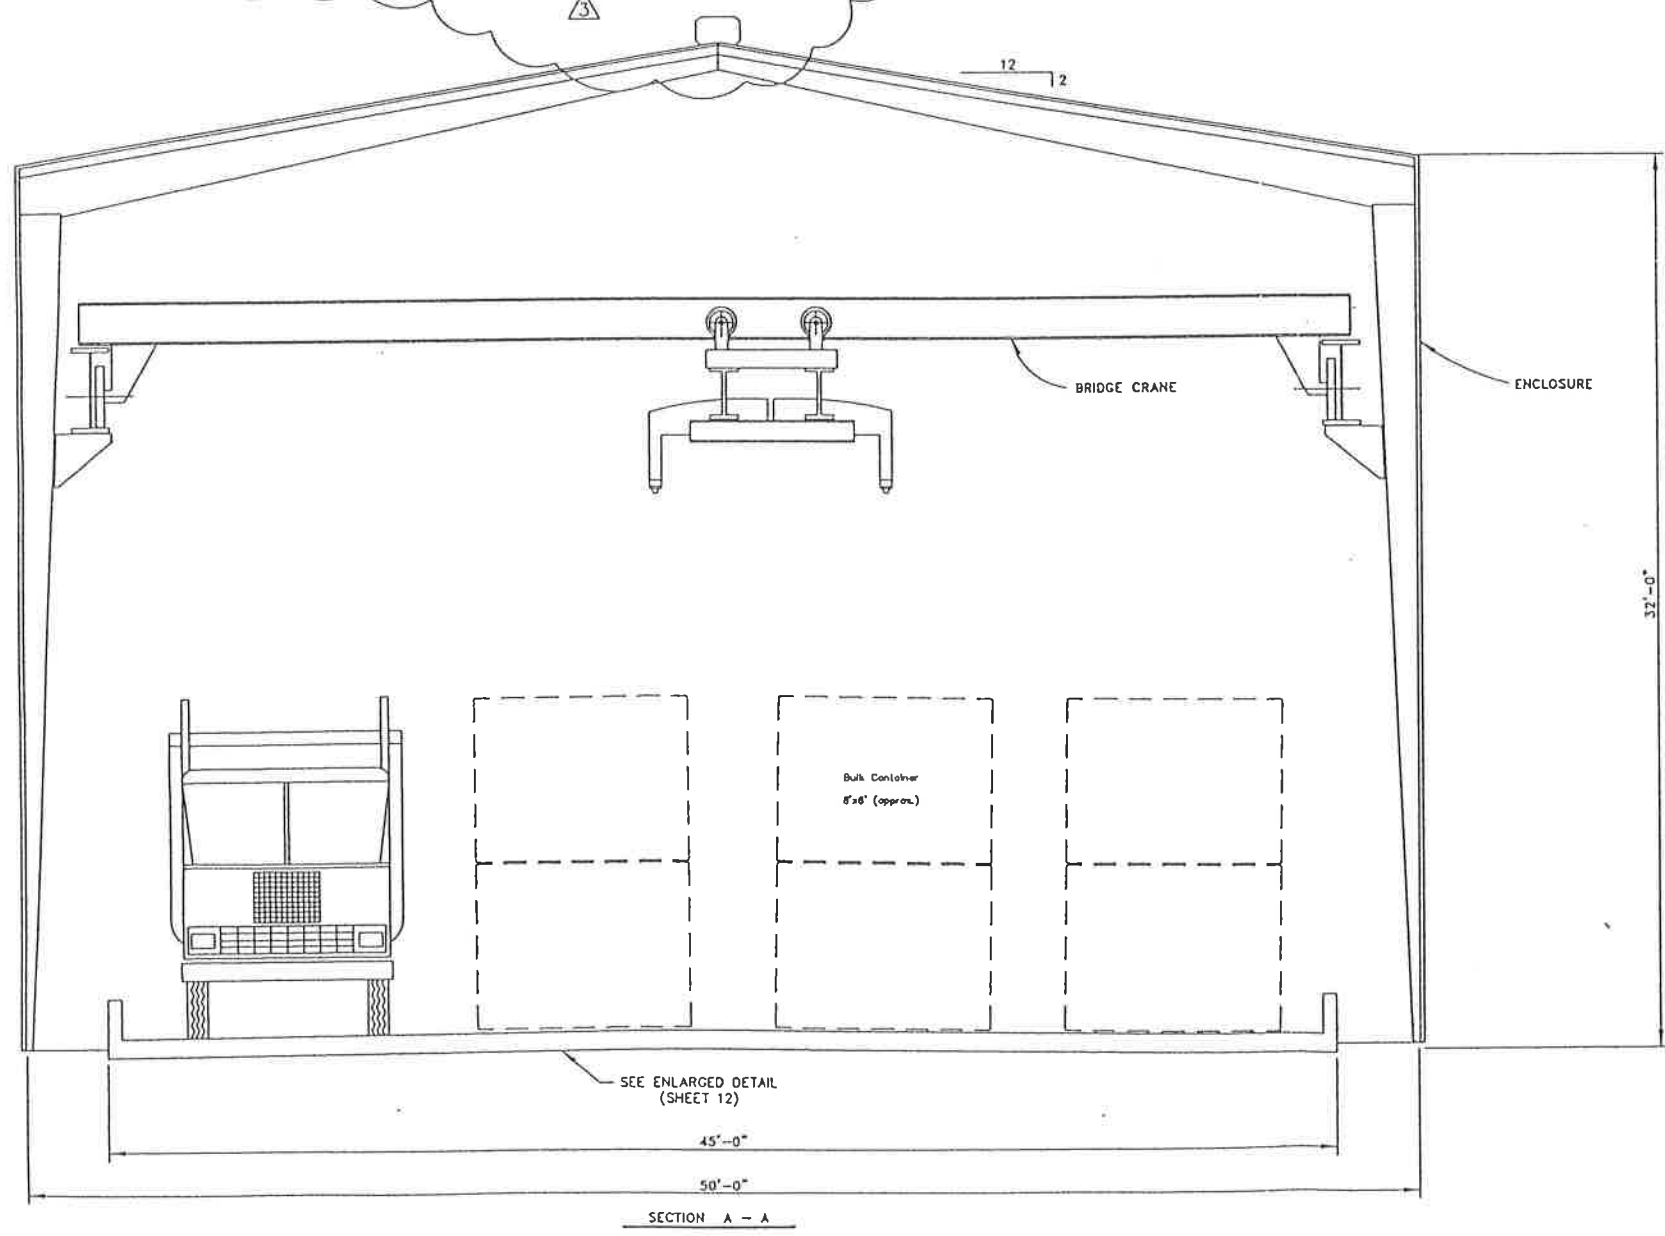 3
12
2
BRIDGE CRANE
ENCLOSURE
32'-0"
Bulk Container
8'x6' (approx.)
SEE ENLARGED DETAIL
(SHEET 12)
45'-0"
50'-0"
SECTION A - A